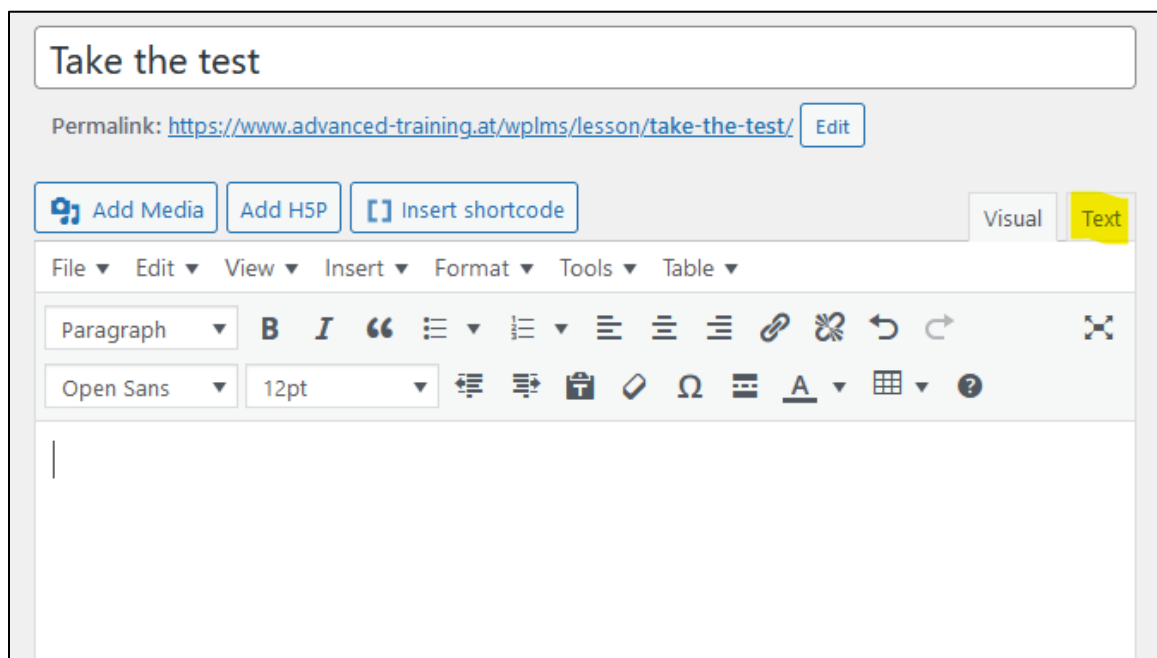 Take the test
Permalink: https://www.advanced-training.at/wplms/lesson/take-the-test/ Edit
Add Media Add H5P [ ] Insert shortcode Visual Text
File Edit View Insert Format Tools Table
Paragraph B I
Open Sans 12pt T Ω A ?